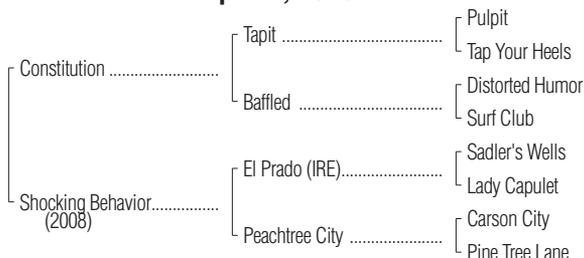 Pulpit
Tapit ..........................................
Tap Your Heels
Constitution ............................
Distorted Humor
Baffled .....................................
Surf Club
Sadler's Wells
El Prado (IRE)..........................
Lady Capulet
Shocking Behavior.................
(2008)
Carson City
Peachtree City ........................
Pine Tree Lane